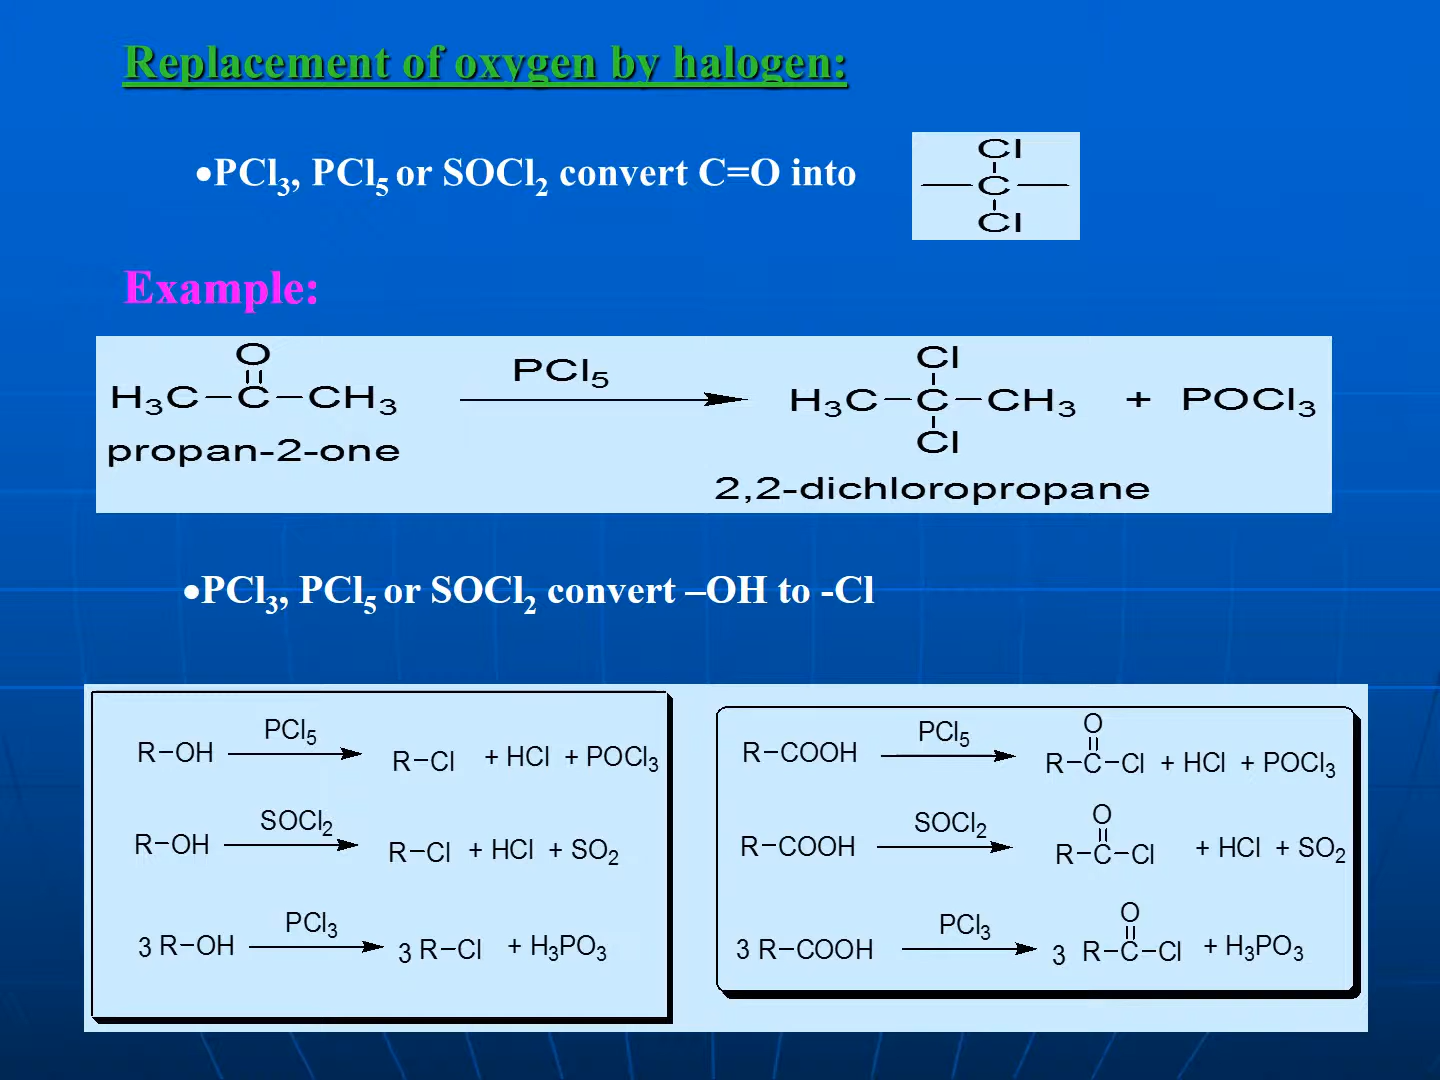 Replacement of oxygen by halogen:
•PCl3, PCl5 or SOCl2 convert C=O into
Cl
—C—
Cl
Example:
O
H3C–C–CH3
propan-2-one
PCl5
Cl
H3C–C–CH3 + POCl3
Cl
2,2-dichloropropane
•PCl3, PCl5 or SOCl2 convert –OH to -Cl
PCl5
R–OH R–Cl + HCl + POCl3
SOCl2
R–OH R–Cl + HCl + SO2
PCl3
3 R–OH 3 R–Cl + H3PO3
PCl5 O
R–COOH R–C–Cl + HCl + POCl3
SOCl2 O
R–COOH R–C–Cl + HCl + SO2
PCl3 O
3 R–COOH 3 R–C–Cl + H3PO3